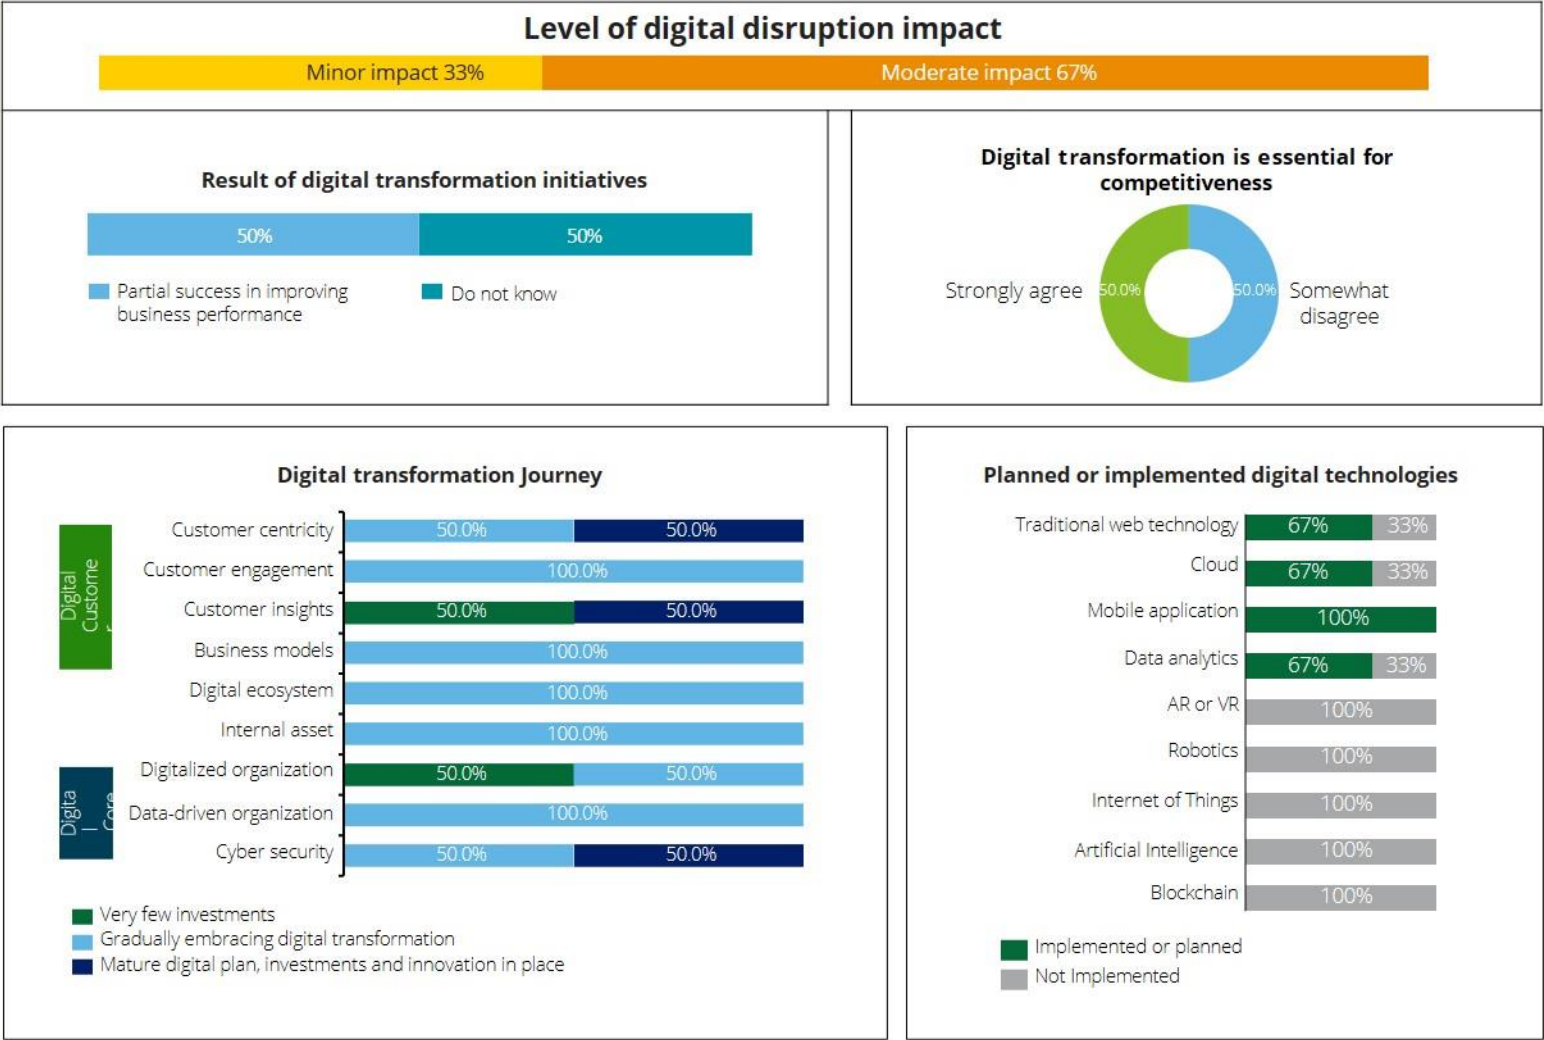 Level of digital disruption impact
Minor impact 33%
Moderate impact 67%
Result of digital transformation initiatives
50%
50%
Partial success in improving
business performance
Do not know
Digital transformation is essential for
competitiveness
Strongly agree
50.0%
50.0%
Somewhat
disagree
Digital transformation Journey
Digital
Custome
r
Customer centricity
50.0%
50.0%
Customer engagement
100.0%
Customer insights
50.0%
50.0%
Business models
100.0%
Digital ecosystem
100.0%
Internal asset
100.0%
Digita
l
Core
Digitalized organization
50.0%
50.0%
Data-driven organization
100.0%
Cyber security
50.0%
50.0%
Very few investments
Gradually embracing digital transformation
Mature digital plan, investments and innovation in place
Planned or implemented digital technologies
Traditional web technology
67%
33%
Cloud
67%
33%
Mobile application
100%
Data analytics
67%
33%
AR or VR
100%
Robotics
100%
Internet of Things
100%
Artificial Intelligence
100%
Blockchain
100%
Implemented or planned
Not Implemented